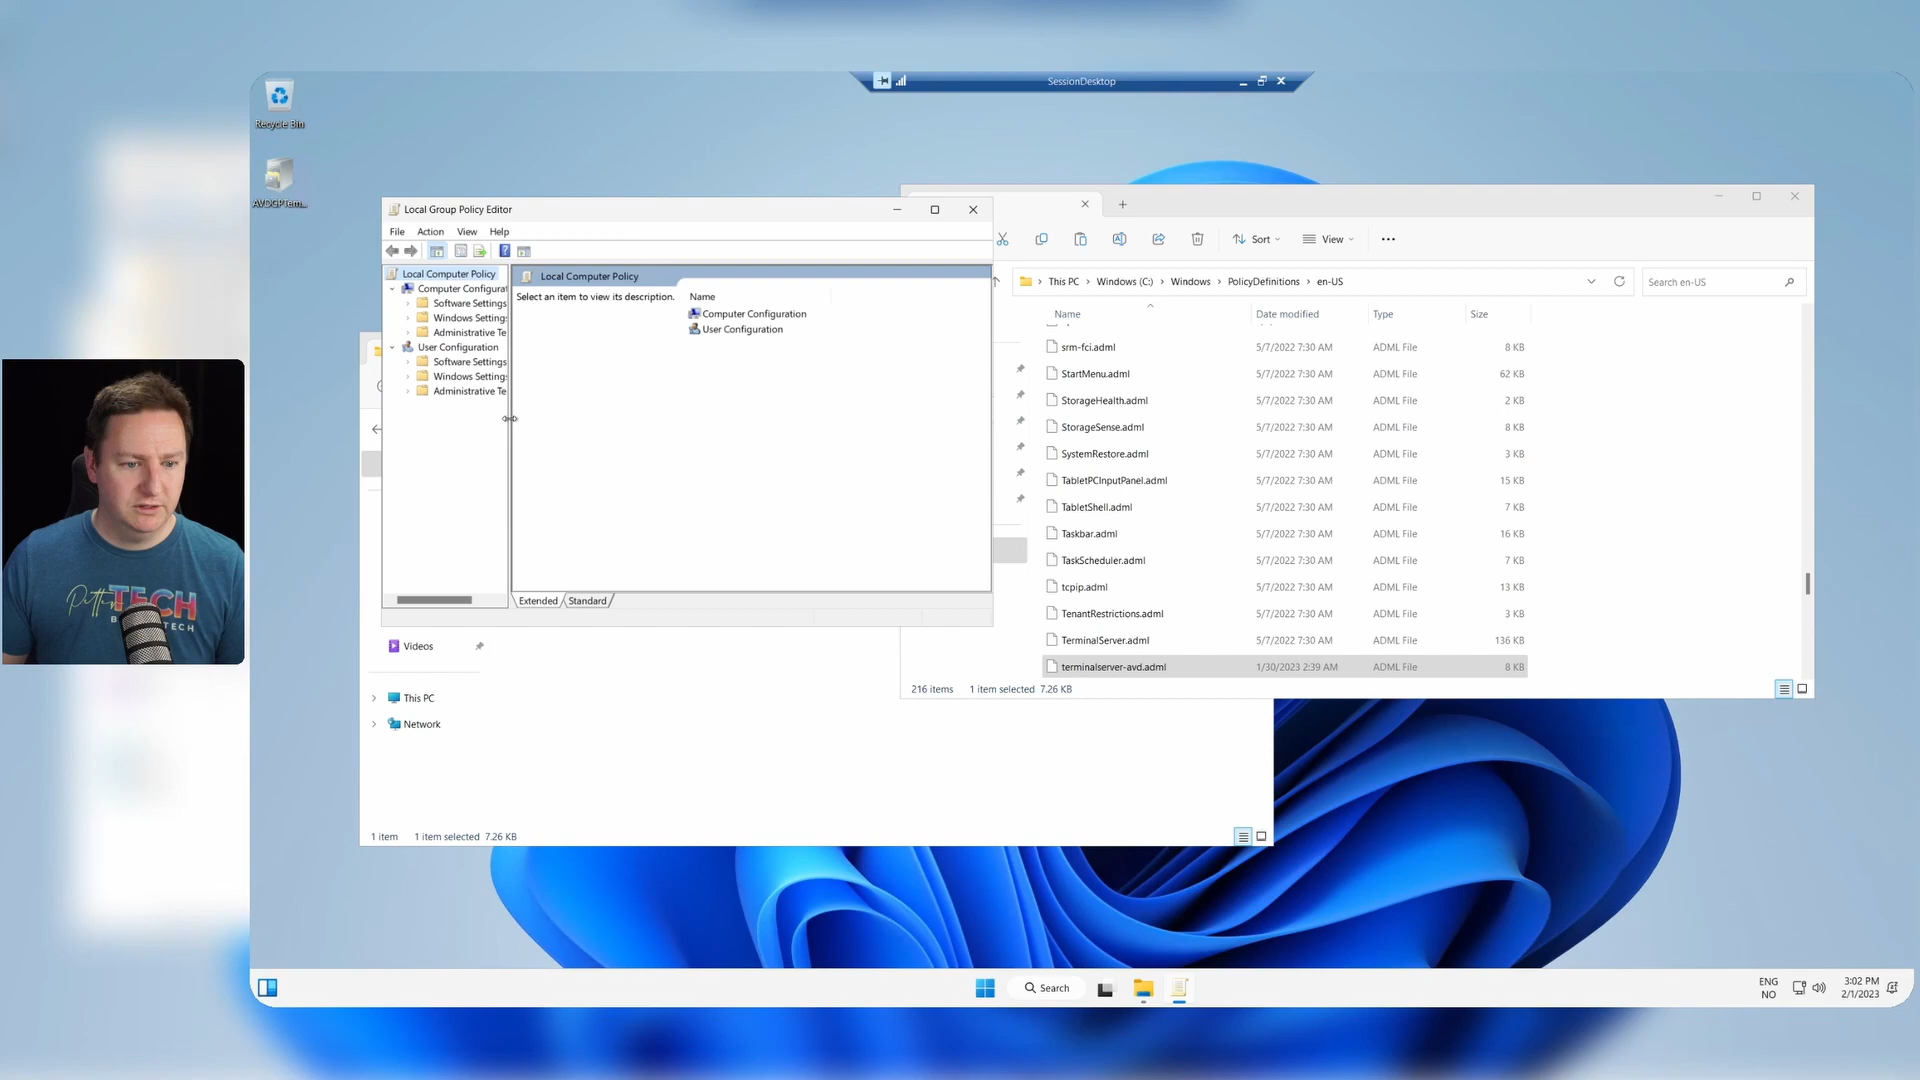 SessionDesktop
Recycle Bin
AVDGPTem...
Local Group Policy Editor
File Action View Help
Local Computer Policy
Computer Configurat
Software Settings
Windows Setting
Administrative Te
User Configuration
Software Settings
Windows Setting
Administrative Te
Local Computer Policy
Select an item to view its description.
Name
Computer Configuration
User Configuration
Extended Standard
Sort View
This PC > Windows (C:) > Windows > PolicyDefinitions > en-US
Search en-US
Name Date modified Type Size
srm-fci.adml 5/7/2022 7:30 AM ADML File 8 KB
StartMenu.adml 5/7/2022 7:30 AM ADML File 62 KB
StorageHealth.adml 5/7/2022 7:30 AM ADML File 2 KB
StorageSense.adml 5/7/2022 7:30 AM ADML File 8 KB
SystemRestore.adml 5/7/2022 7:30 AM ADML File 3 KB
TabletPCInputPanel.adml 5/7/2022 7:30 AM ADML File 15 KB
TabletShell.adml 5/7/2022 7:30 AM ADML File 7 KB
Taskbar.adml 5/7/2022 7:30 AM ADML File 16 KB
TaskScheduler.adml 5/7/2022 7:30 AM ADML File 7 KB
tcpip.adml 5/7/2022 7:30 AM ADML File 13 KB
TenantRestrictions.adml 5/7/2022 7:30 AM ADML File 7 KB
TerminalServer.adml 5/7/2022 7:30 AM ADML File 136 KB
terminalserver-avd.adml 1/30/2023 2:39 AM ADML File 8 KB
216 items 1 item selected 7.26 KB
Videos
This PC
Network
1 item 1 item selected 7.26 KB
TECH
TECH
Search
ENG
NO
3:02 PM
2/1/2023